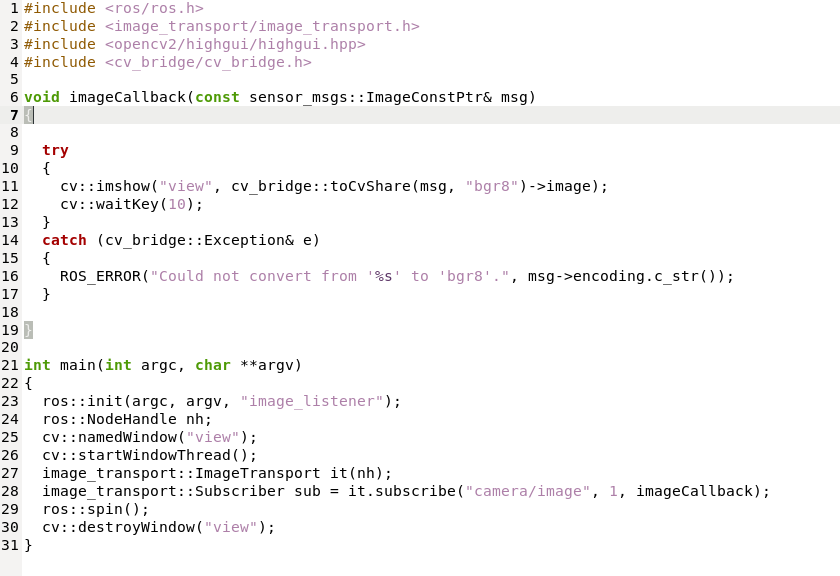 1 #include <ros/ros.h>
2 #include <image_transport/image_transport.h>
3 #include <opencv2/highgui/highgui.hpp>
4 #include <cv_bridge/cv_bridge.h>
5
6 void imageCallback(const sensor_msgs::ImageConstPtr& msg)
7 {
8
9   try
10   {
11     cv::imshow("view", cv_bridge::toCvShare(msg, "bgr8")->image);
12     cv::waitKey(10);
13   }
14   catch (cv_bridge::Exception& e)
15   {
16     ROS_ERROR("Could not convert from '%s' to 'bgr8'.", msg->encoding.c_str());
17   }
18
19 }
20
21 int main(int argc, char **argv)
22 {
23   ros::init(argc, argv, "image_listener");
24   ros::NodeHandle nh;
25   cv::namedWindow("view");
26   cv::startWindowThread();
27   image_transport::ImageTransport it(nh);
28   image_transport::Subscriber sub = it.subscribe("camera/image", 1, imageCallback);
29   ros::spin();
30   cv::destroyWindow("view");
31 }